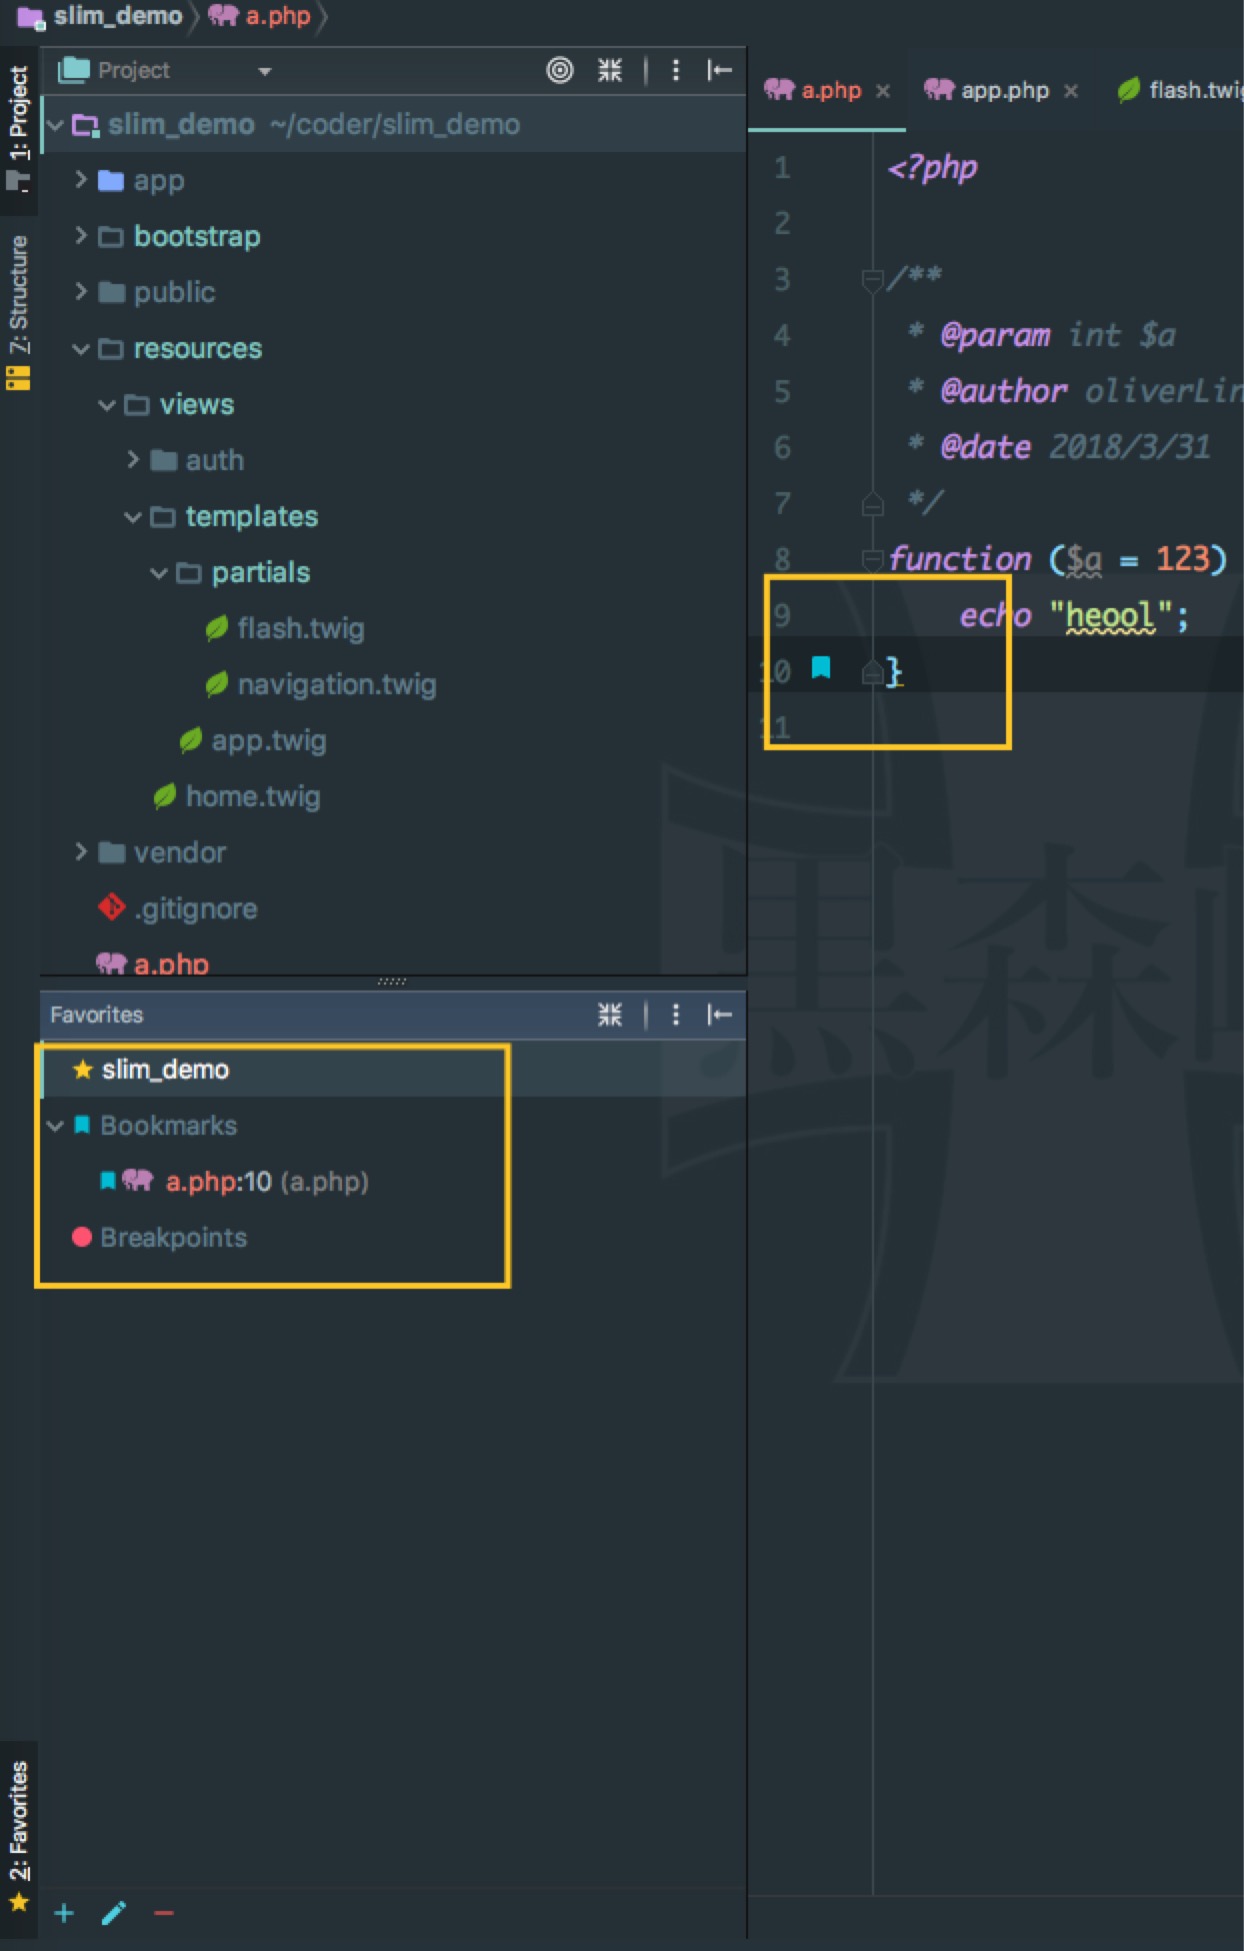 slim_demo a.php
1: Project
Project
slim_demo ~/coder/slim_demo
app
bootstrap
public
resources
views
auth
templates
partials
flash.twig
navigation.twig
app.twig
home.twig
vendor
.gitignore
a.php
7: Structure
Favorites
slim_demo
Bookmarks
a.php:10 (a.php)
Breakpoints
2: Favorites
a.php app.php
1 <?php
2
3 /**
4 * @param int $a
5 * @author
6 * @date 2018/3/31
7 */
8 function ($a = 123)
9 echo "heool";
10 }
11
黑森